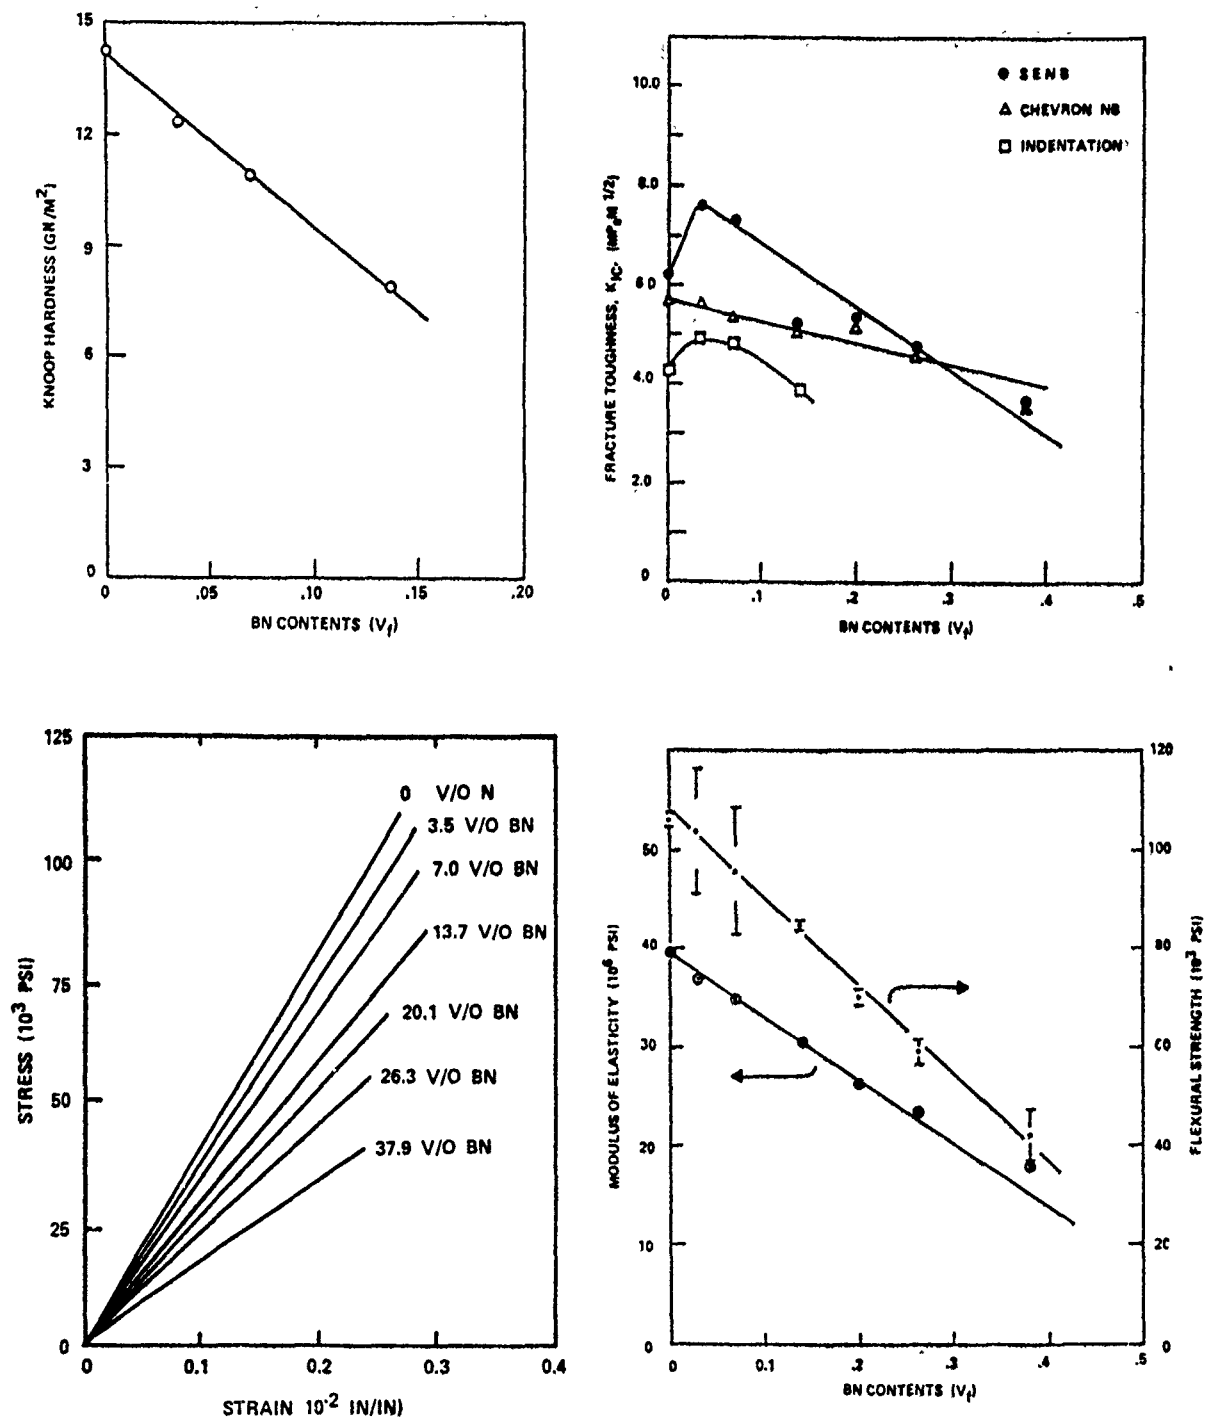 15
12
9
6
3
0
KNOOP HARDNESS (GN/M2)
0 .05 .10 .15 .20
BN CONTENTS (Vf)
10.0
8.0
6.0
4.0
2.0
0
FRACTURE TOUGHNESS, KIC, (MPaM 1/2)
SENB
CHEVRON NB
INDENTATION
0 .1 .2 .3 .4 .5
BN CONTENTS (Vf)
125
100
75
50
25
0
STRESS (103 PSI)
0 V/O N
3.5 V/O BN
7.0 V/O BN
13.7 V/O BN
20.1 V/O BN
26.3 V/O BN
37.9 V/O BN
0 0.1 0.2 0.3 0.4
STRAIN 10-2 IN/IN)
50
40
30
20
10
0
MODULUS OF ELASTICITY (106 PSI)
120
100
80
60
40
20
0
FLEXURAL STRENGTH (103 PSI)
0 0.1 .2 .3 .4 .5
BN CONTENTS (Vf)